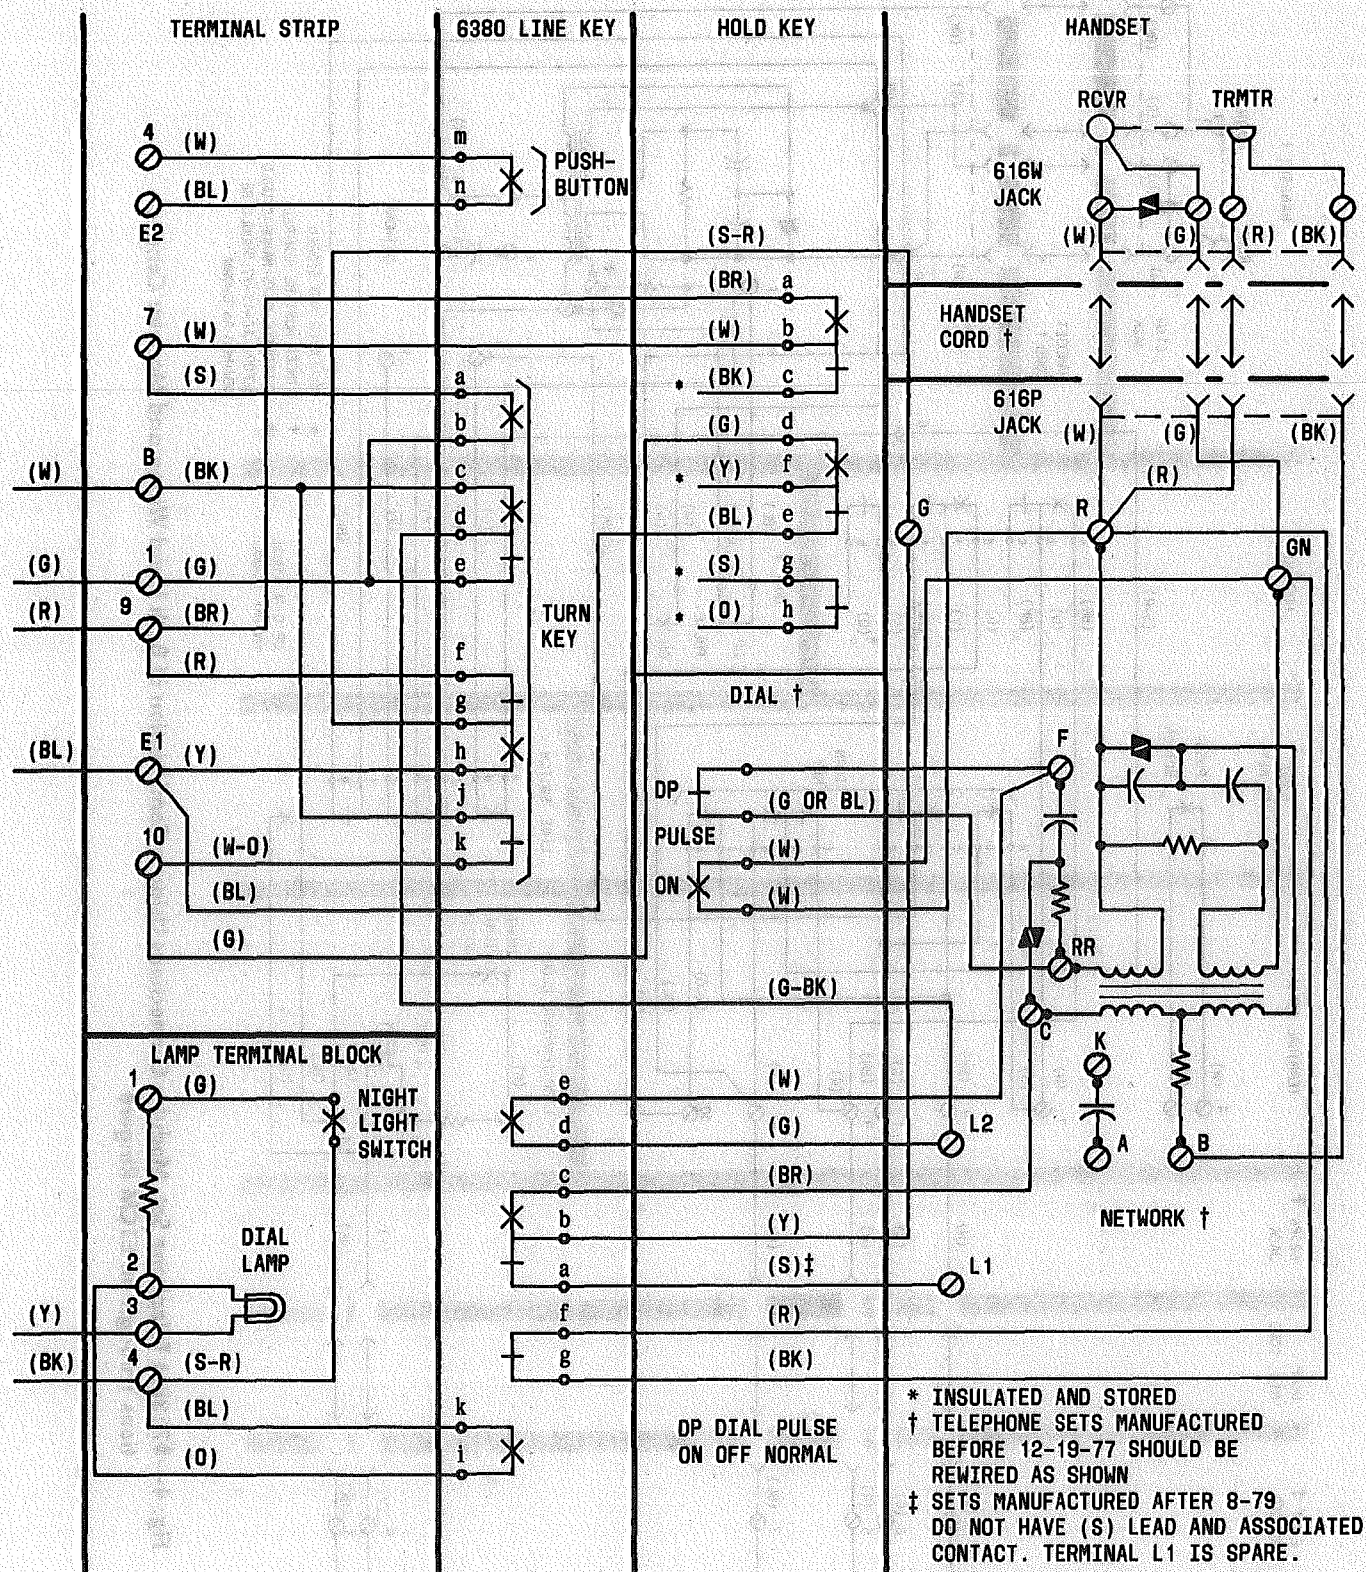 TERMINAL STRIP
6380 LINE KEY
HOLD KEY
HANDSET
RCVR
TRMTR
4
(W)
m
PUSH-
BUTTON
(BL)
n
E2
616W
JACK
(W)
(G)
(R)
(BK)
(S-R)
(BR)
a
7
(W)
(W)
b
HANDSET
CORD †
(S)
a
*
(BK)
c
616P
JACK
b
(G)
d
(W)
(G)
(BK)
(W)
B
(BK)
c
*
(Y)
f
(R)
d
(BL)
e
G
R
GN
(G)
1
(G)
e
*
(S)
g
(R)
9
(BR)
TURN
KEY
*
(O)
h
(R)
f
g
DIAL †
(BL)
E1
(Y)
h
F
j
DP
(G OR BL)
PULSE
10
(W-O)
k
(W)
(BL)
ON
(W)
(G)
RR
(G-BK)
C
K
LAMP TERMINAL BLOCK
1
(G)
NIGHT
LIGHT
SWITCH
e
(W)
d
(G)
L2
A
B
c
(BR)
b
(Y)
NETWORK †
DIAL
LAMP
2
a
(S)‡
L1
3
(Y)
f
(R)
(BK)
4
(S-R)
g
(BK)
(BL)
k
(O)
i
DP DIAL PULSE
ON OFF NORMAL
* INSULATED AND STORED
† TELEPHONE SETS MANUFACTURED
BEFORE 12-19-77 SHOULD BE
REWIRED AS SHOWN
‡ SETS MANUFACTURED AFTER 8-79
DO NOT HAVE (S) LEAD AND ASSOCIATED
CONTACT. TERMINAL L1 IS SPARE.